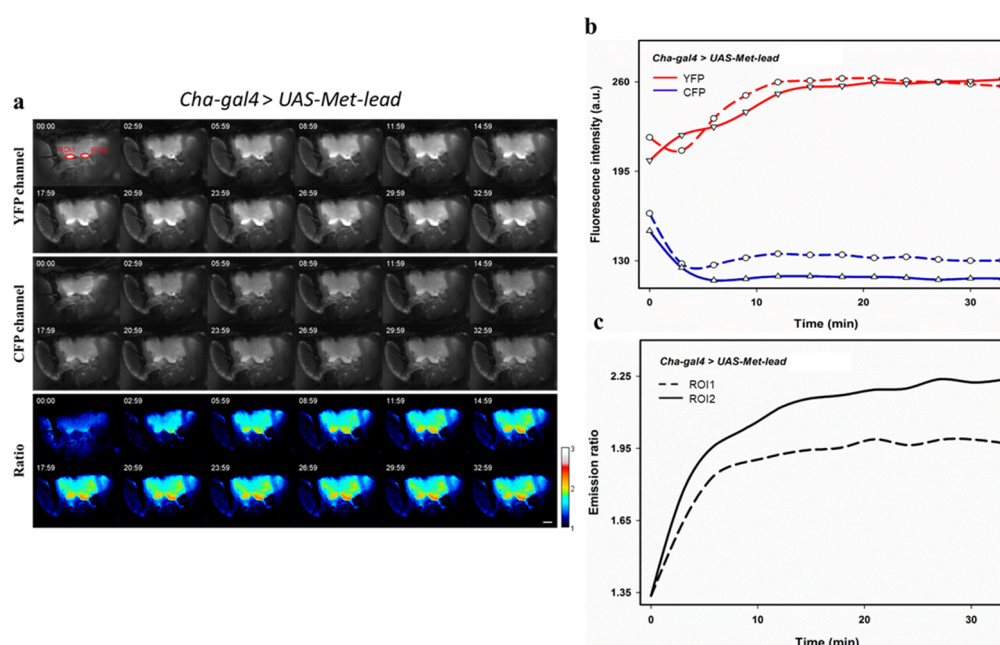 a
Cha-gal4 > UAS-Met-lead
YFP channel
00:00 02:59 05:59 08:59 11:59 14:59
ROI1
17:59 20:59 23:59 26:59 29:59 32:59
CFP channel
00:00 02:59 05:59 08:59 11:59 14:59
17:59 20:59 23:59 26:59 29:59 32:59
Ratio
00:00 02:59 05:59 08:59 11:59 14:59
17:59 20:59 23:59 26:59 29:59 32:59
3
2
1
b
Cha-gal4 > UAS-Met-lead
YFP
CFP
Fluorescence intensity (a.u.)
260
195
130
0 10 20 30
Time (min)
c
Cha-gal4 > UAS-Met-lead
ROI1
ROI2
Emission ratio
2.25
1.95
1.65
1.35
0 10 20 30
Time (min)